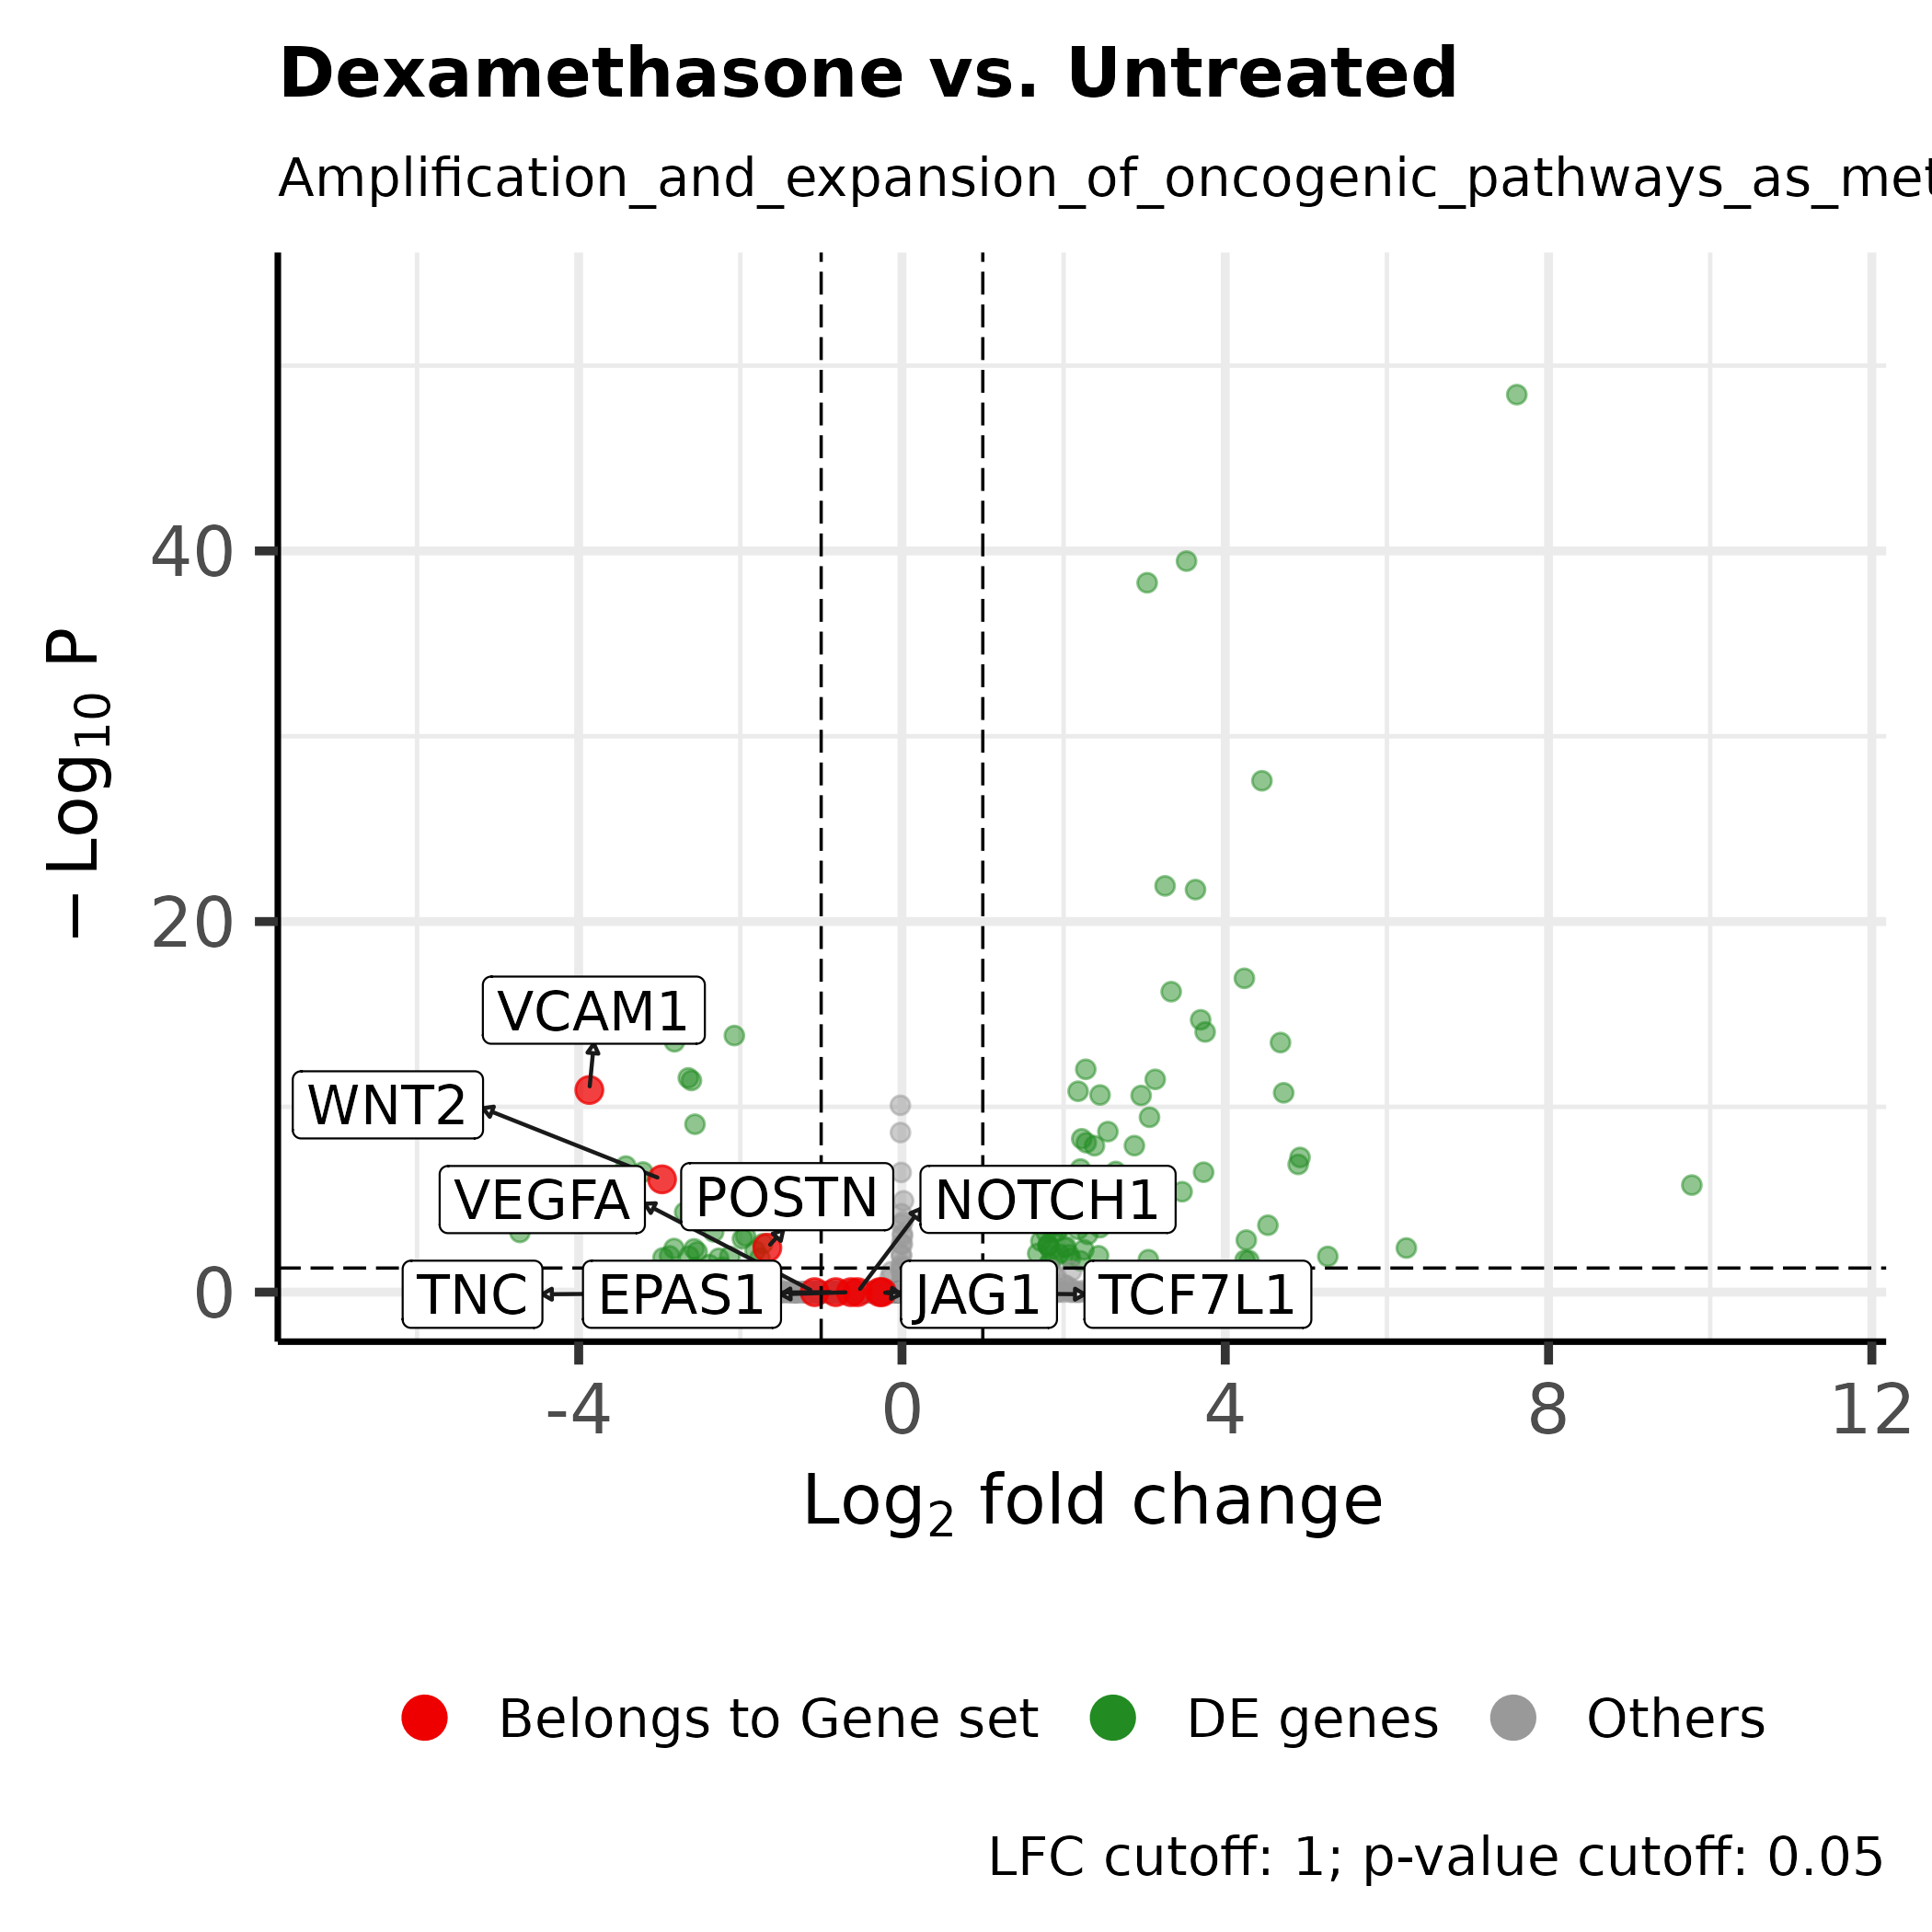 Dexamethasone vs. Untreated
Amplification_and_expansion_of_oncogenic_pathways_as_met
− Log10 P
40
20
0
VCAM1
WNT2
VEGFA
POSTN
NOTCH1
TNC
EPAS1
JAG1
TCF7L1
-4
0
4
8
12
Log2 fold change
Belongs to Gene set
DE genes
Others
LFC cutoff: 1; p-value cutoff: 0.05